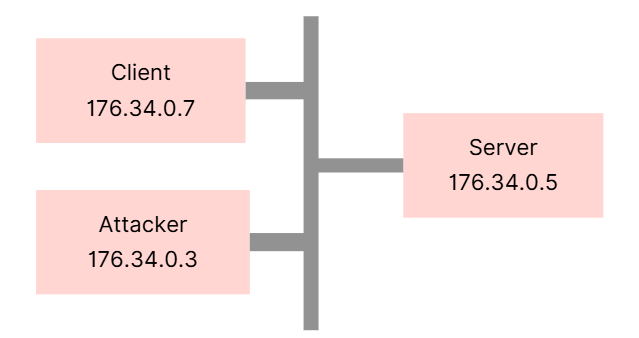 Client
176.34.0.7
Attacker
176.34.0.3
Server
176.34.0.5